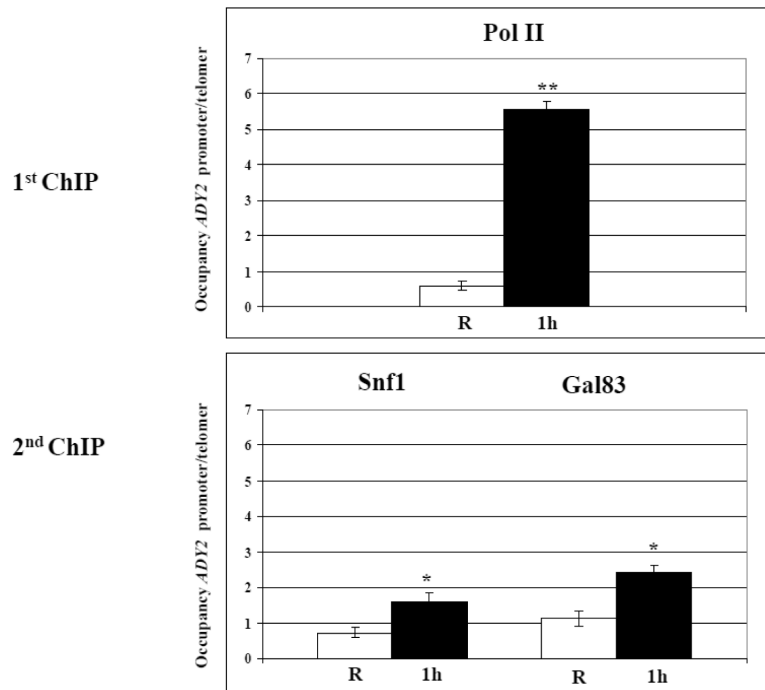 Pol II
1st ChIP
Occupancy ADY2 promoter/telomer
7
6
5
4
3
2
1
0
**
R 1h
Snf1 Gal83
2nd ChIP
Occupancy ADY2 promoter/telomer
7
6
5
4
3
2
1
0
* *
R 1h R 1h